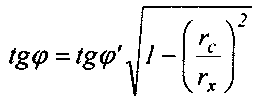 tgφ = tgφ′√(1 − (r_c / r_x)²)